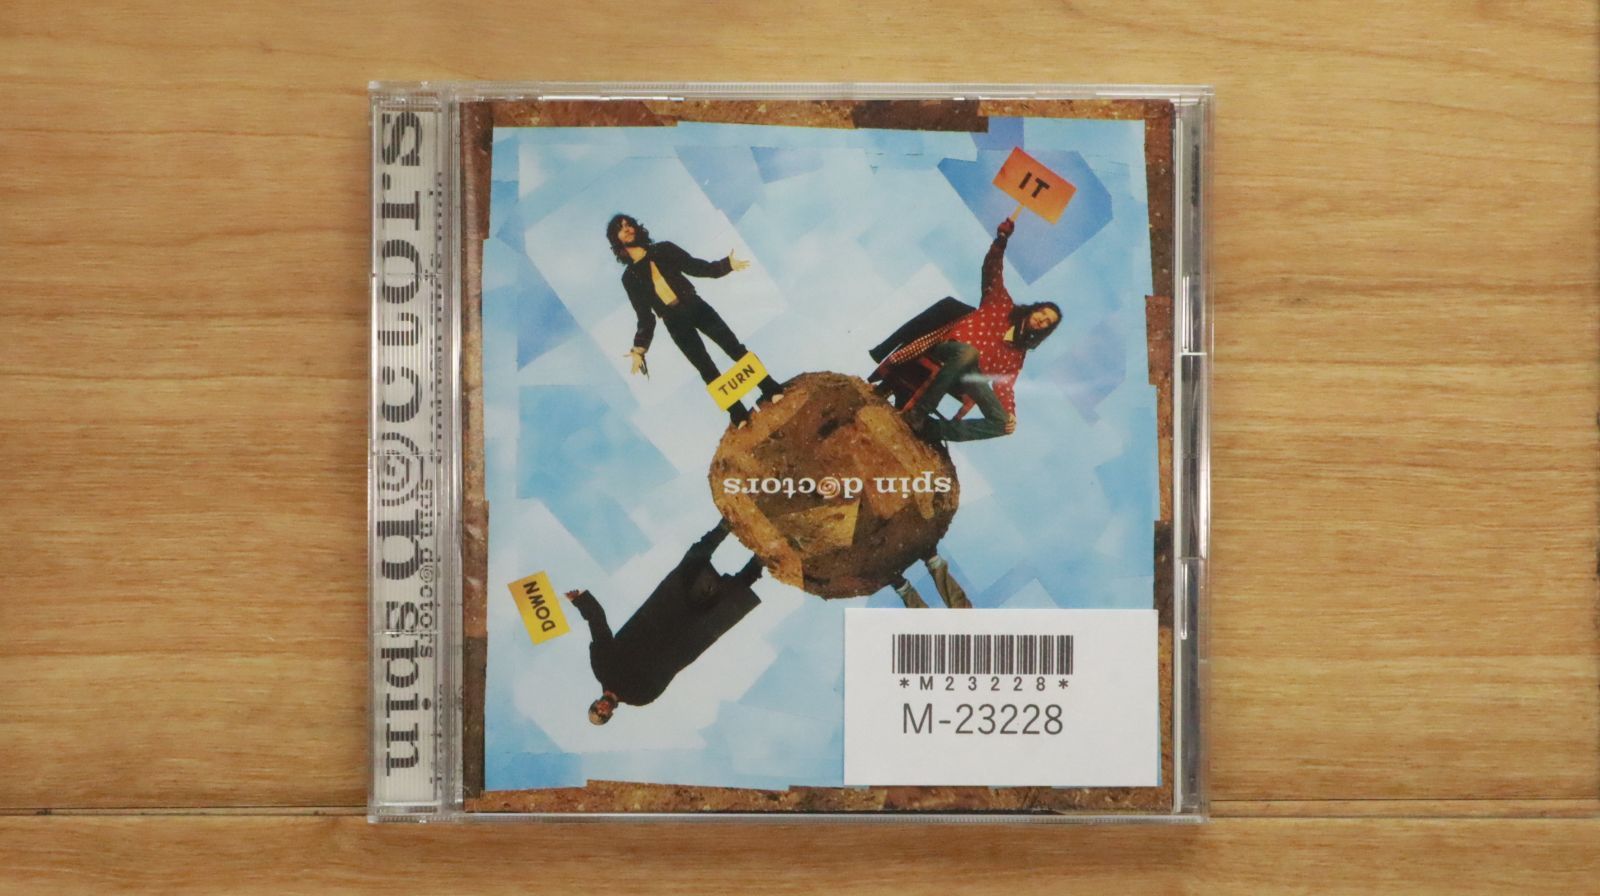 IT
TURN
spin doctors
DOWN
spin doctors
spin doctors
*M23228*
M-23228